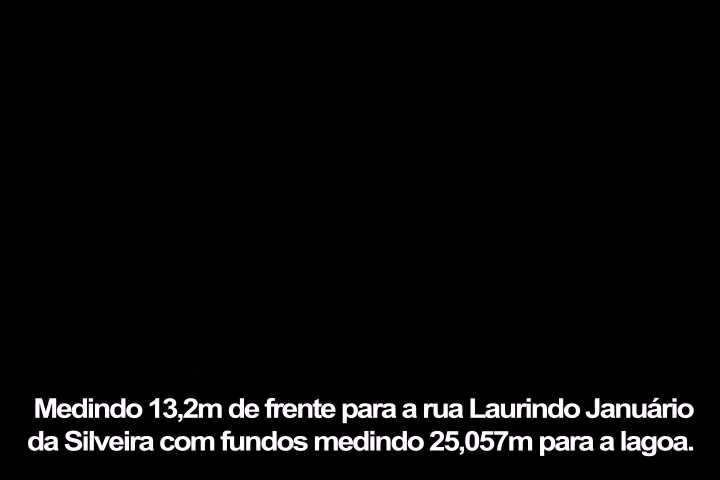 Medindo 13,2m de frente para a rua Laurindo Januário
da Silveira com fundos medindo 25,057m para a lagoa.